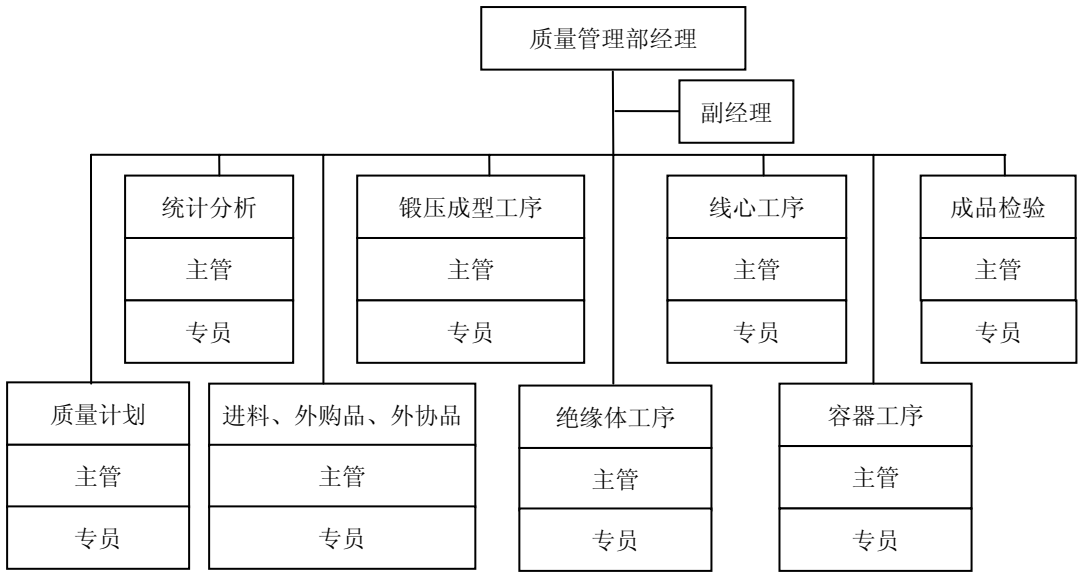 质量管理部经理
副经理
统计分析
主管
专员
锻压成型工序
主管
专员
线心工序
主管
专员
成品检验
主管
专员
质量计划
主管
专员
进料、外购品、外协品
主管
专员
绝缘体工序
主管
专员
容器工序
主管
专员